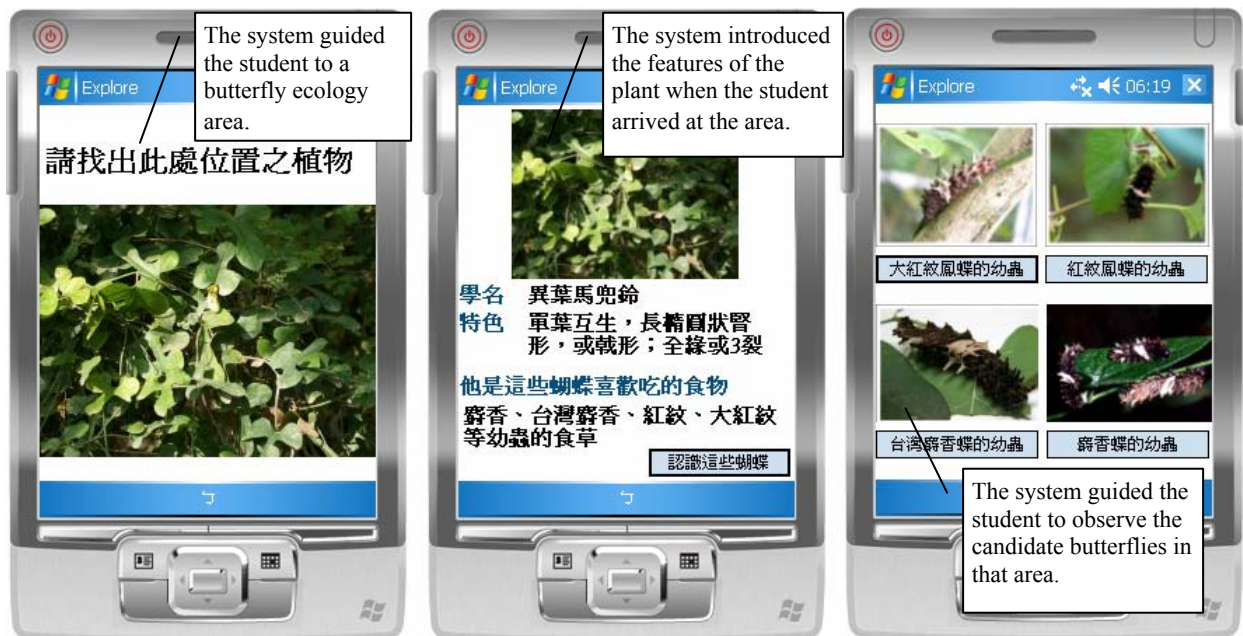 The system guided
the student to a
butterfly ecology
area.
Explore
請找出此處位置之植物
ㄅ
The system introduced
the features of the
plant when the student
arrived at the area.
Explore
學名 異葉馬兜鈴
特色 單葉互生，長橢圓狀腎
形，或戟形；全緣或3裂
他是這些蝴蝶喜歡吃的食物
麝香、台灣麝香、紅紋、大紅紋
等幼蟲的食草
認識這些蝴蝶
ㄅ
Explore 06:19
大紅紋鳳蝶的幼蟲 紅紋鳳蝶的幼蟲
台湾麝香蝶的幼蟲 麝香蝶的幼蟲
The system guided the
student to observe the
candidate butterflies in
that area.